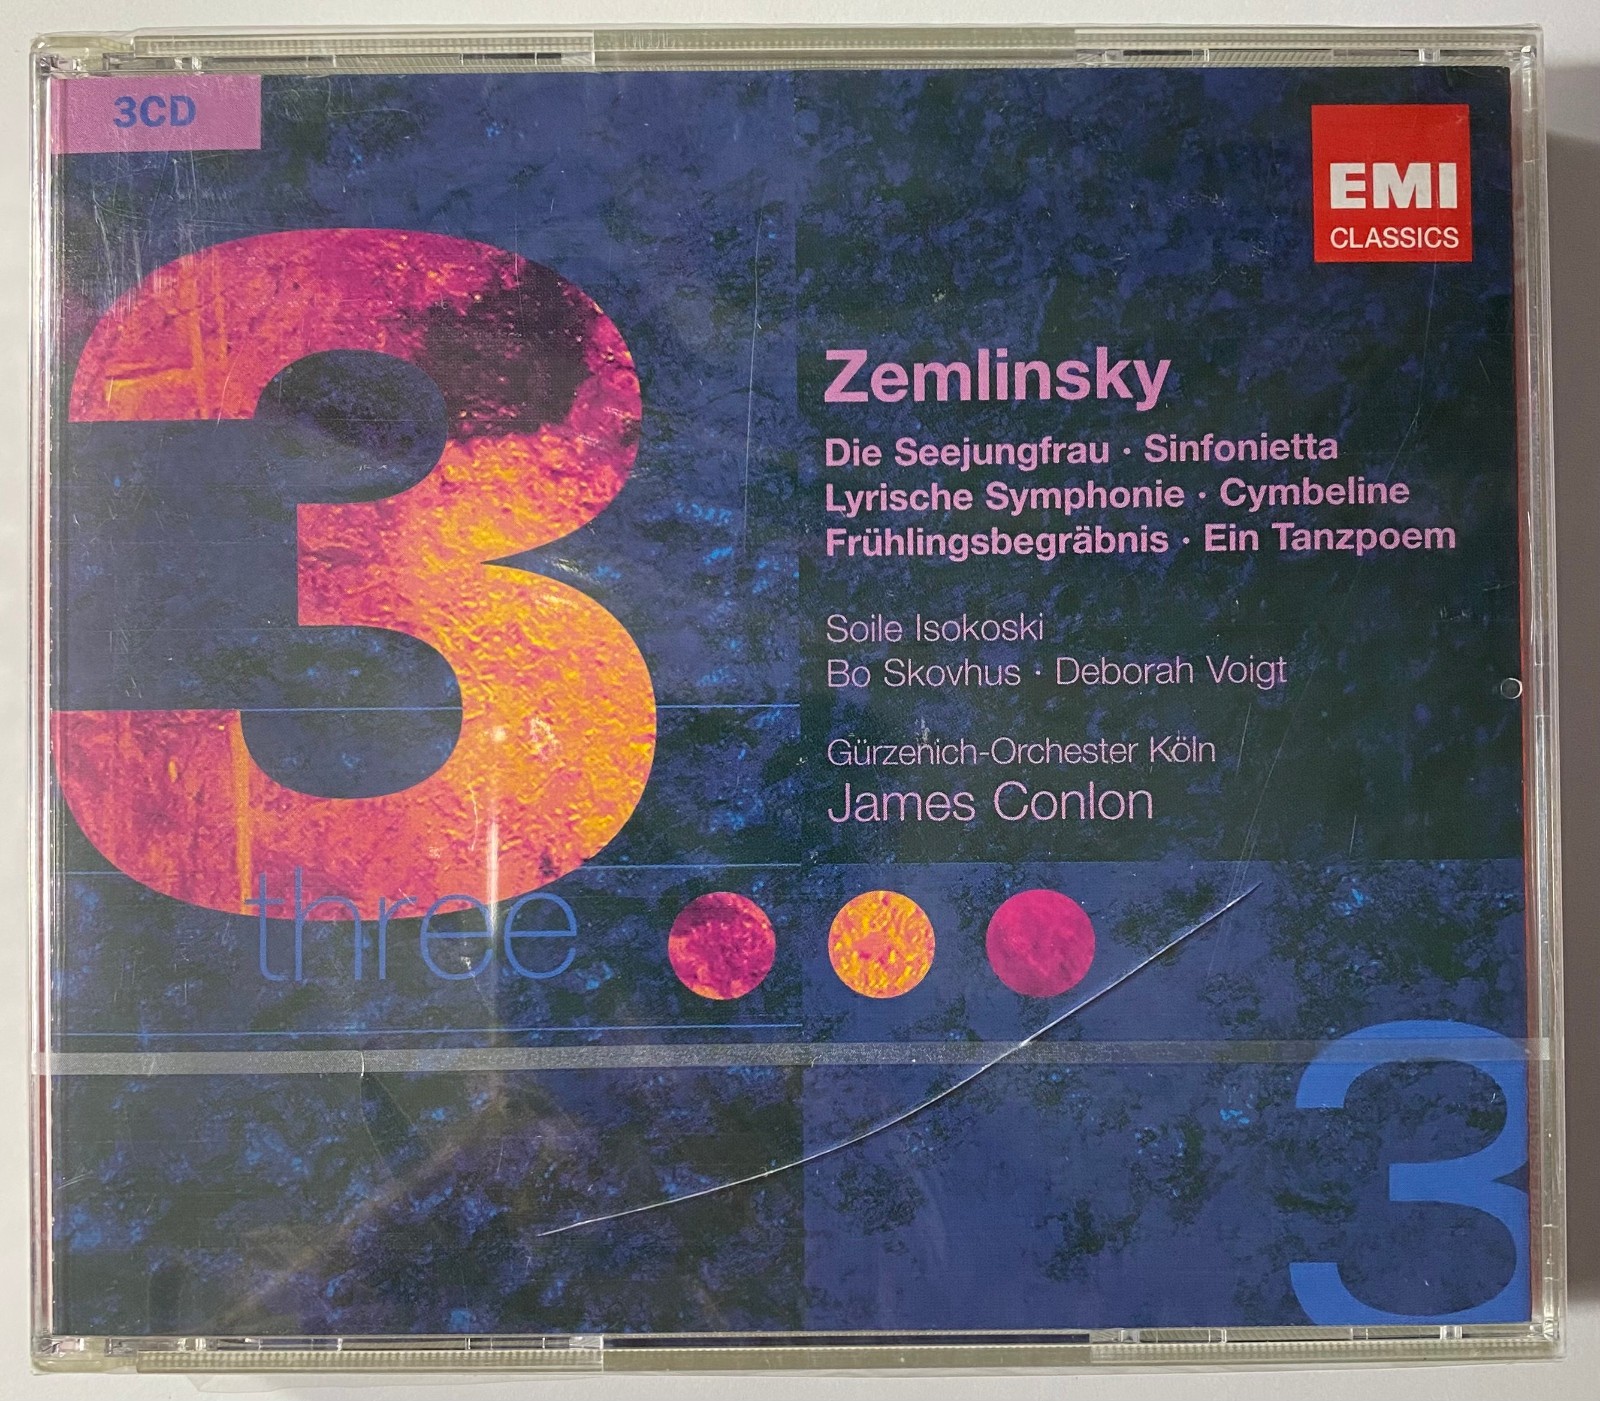 3CD
EMI
CLASSICS
3
Zemlinsky
Die Seejungfrau · Sinfonietta
Lyrische Symphonie · Cymbeline
Frühlingsbegräbnis · Ein Tanzpoem
Soile Isokoski
Bo Skovhus · Deborah Voigt
Gürzenich-Orchester Köln
James Conlon
three
3